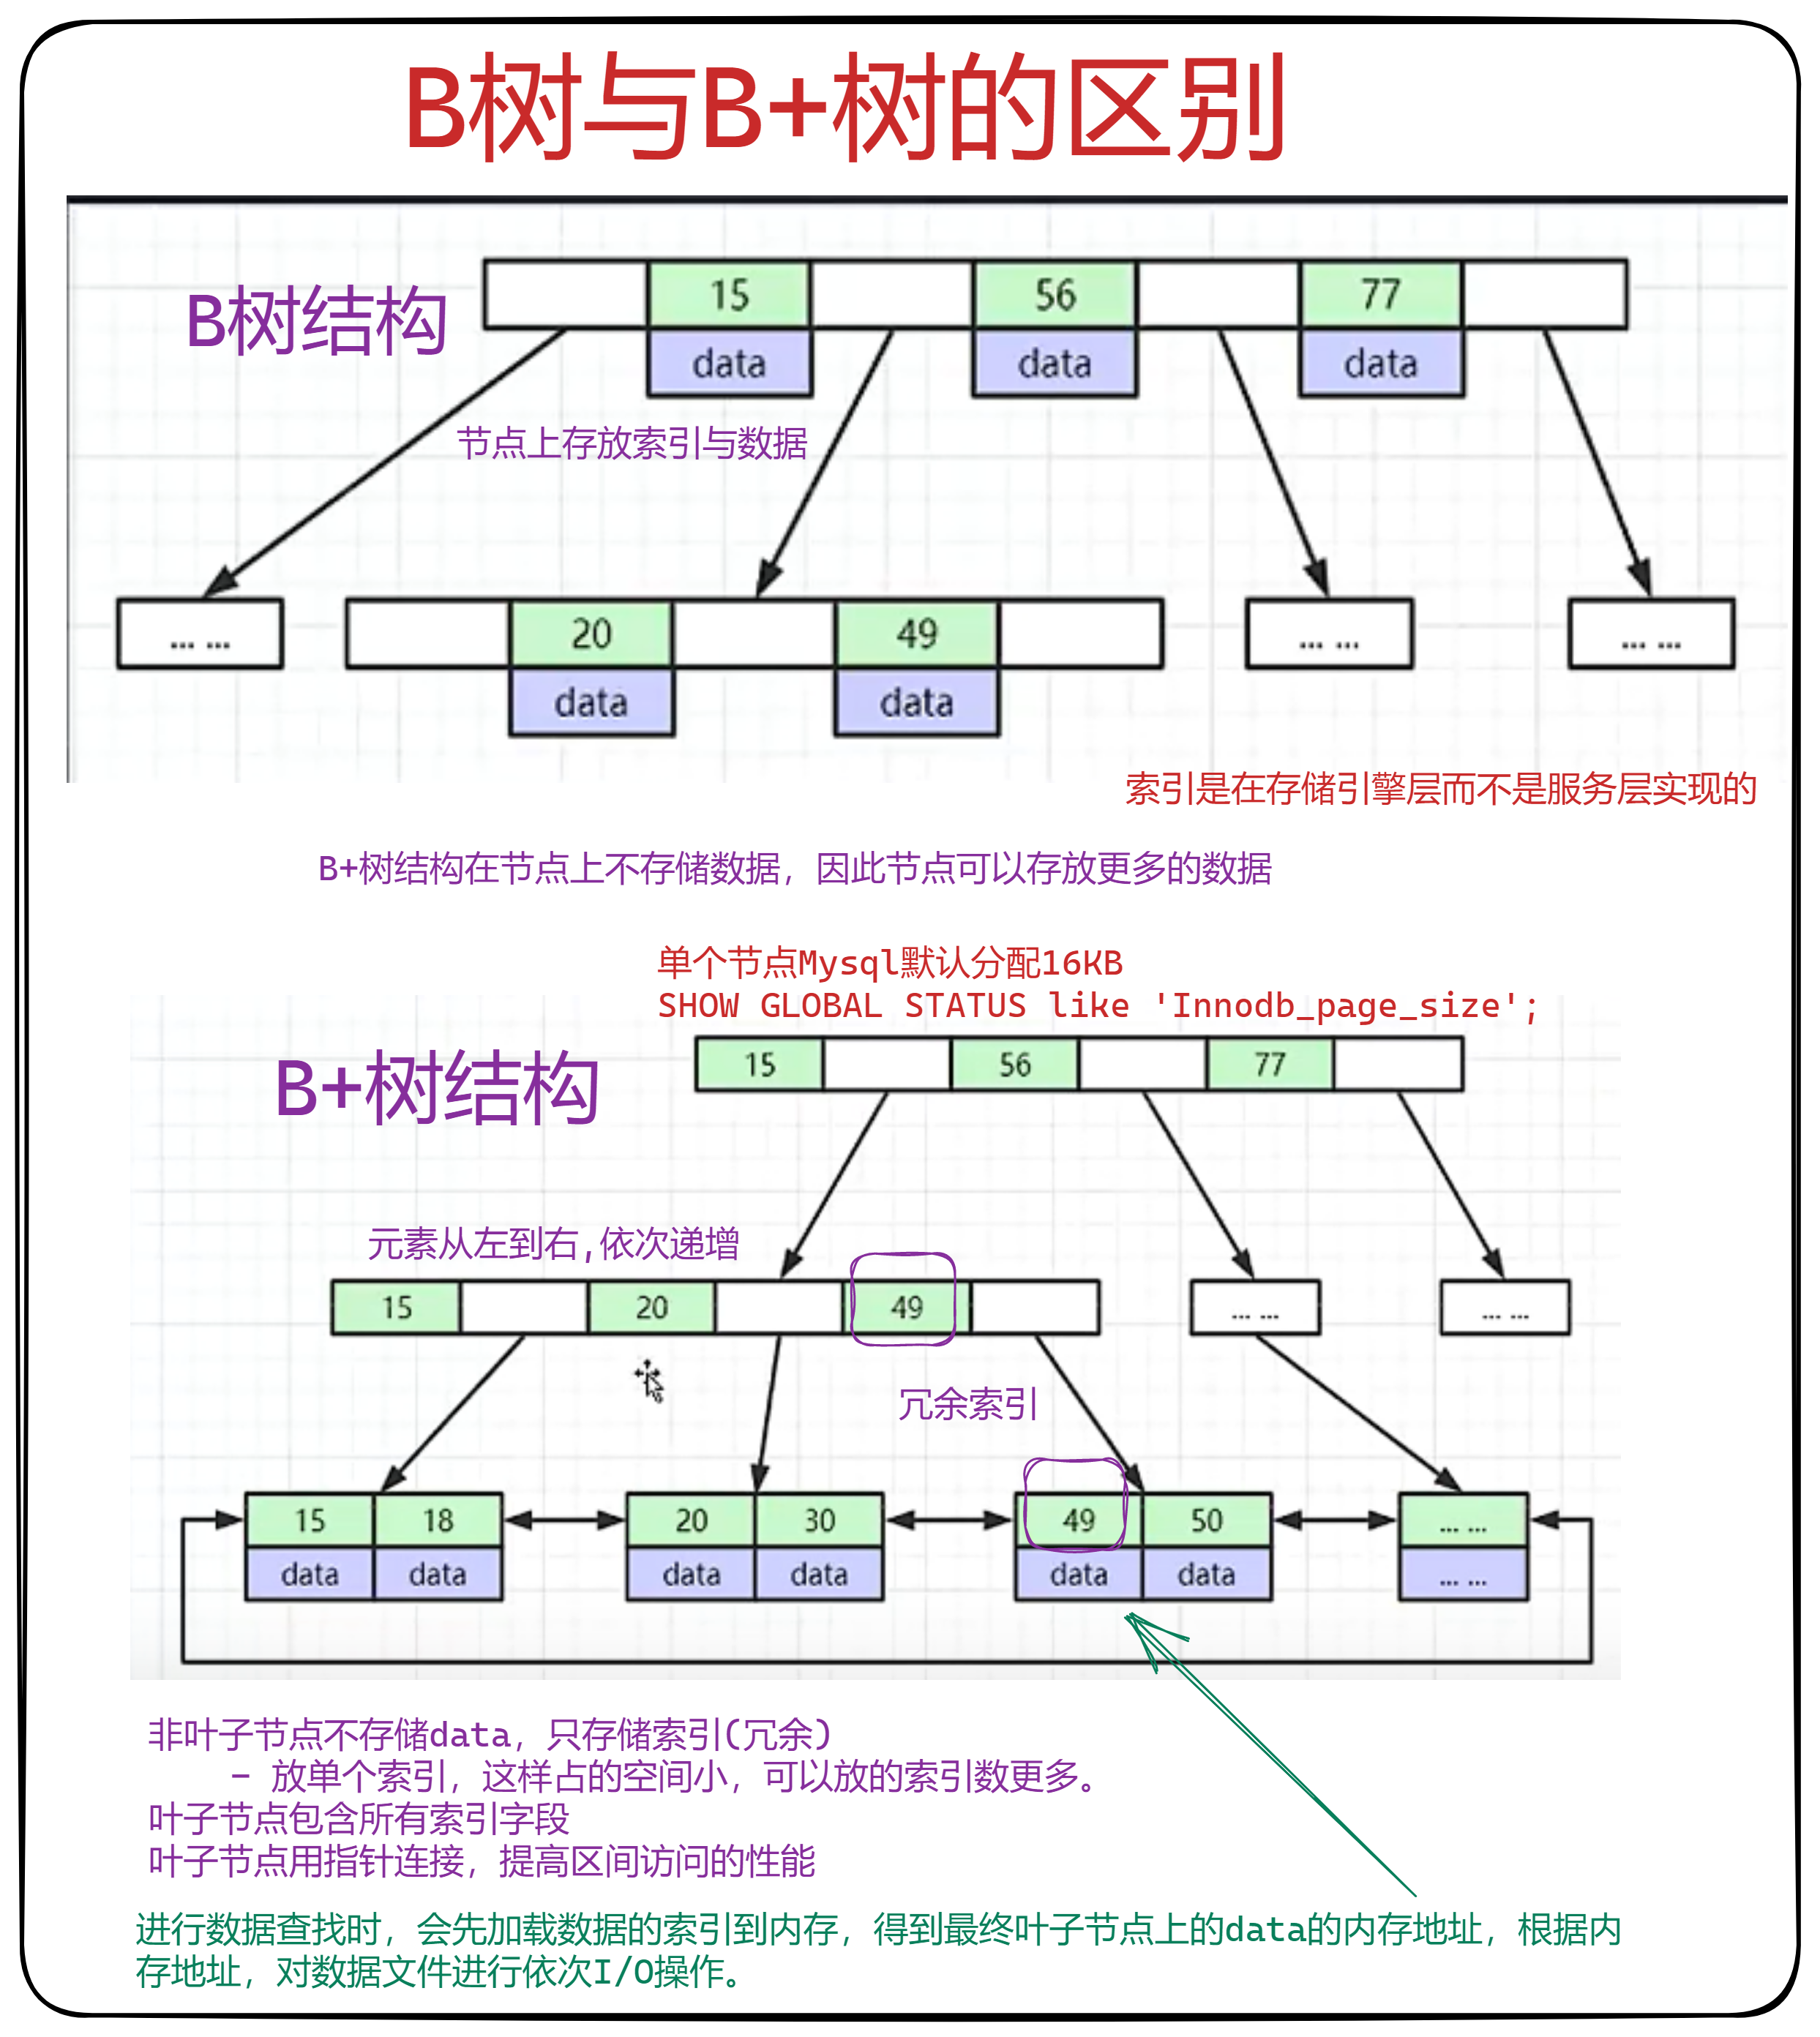 B树与B+树的区别
B树结构
15
56
77
data
data
data
节点上存放索引与数据
... ...
20
49
... ...
... ...
data
data
索引是在存储引擎层而不是服务层实现的
B+树结构在节点上不存储数据，因此节点可以存放更多的数据
单个节点Mysql默认分配16KB
SHOW GLOBAL STATUS like 'Innodb_page_size';
B+树结构
15
56
77
元素从左到右,依次递增
15
20
49
... ...
... ...
冗余索引
15
18
20
30
49
50
... ...
data
data
data
data
data
data
... ...
非叶子节点不存储data，只存储索引(冗余)
- 放单个索引，这样占的空间小，可以放的索引数更多。
叶子节点包含所有索引字段
叶子节点用指针连接，提高区间访问的性能
进行数据查找时，会先加载数据的索引到内存，得到最终叶子节点上的data的内存地址，根据内
存地址，对数据文件进行依次I/O操作。